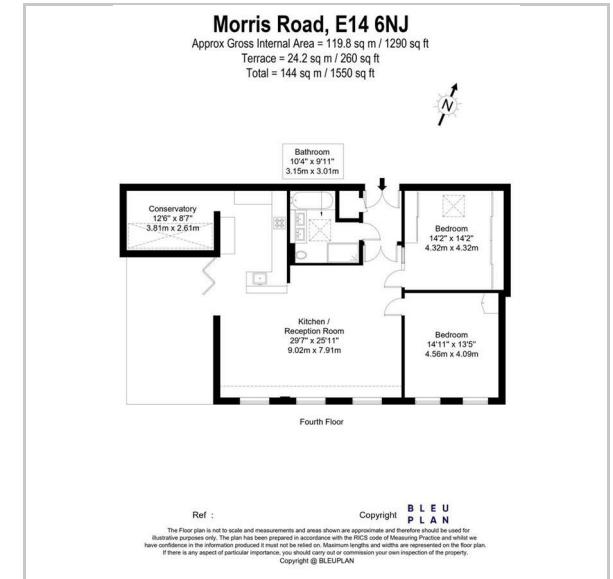 Morris Road, E14 6NJ
Approx Gross Internal Area = 119.8 sq m / 1290 sq ft
Terrace = 24.2 sq m / 260 sq ft
Total = 144 sq m / 1550 sq ft
N
Bathroom
10'4" x 9'11"
3.15m x 3.01m
Conservatory
12'6" x 8'7"
3.81m x 2.61m
Bedroom
14'2" x 14'2"
4.32m x 4.32m
Kitchen /
Reception Room
29'7" x 25'11"
9.02m x 7.91m
Bedroom
14'11" x 13'5"
4.56m x 4.09m
Fourth Floor
Ref :
Copyright BLEU
PLAN
The Floor plan is not to scale and measurements and areas shown are approximate and therefore should be used for
illustrative purposes only. The plan has been prepared in accordance with the RICS code of Measuring Practice and whilst we
have confidence in the information produced it must not be relied on. Maximum lengths and widths are represented on the floor plan.
If there is any aspect of particular importance, you should carry out or commission your own inspection of the property.
Copyright @ BLEUPLAN